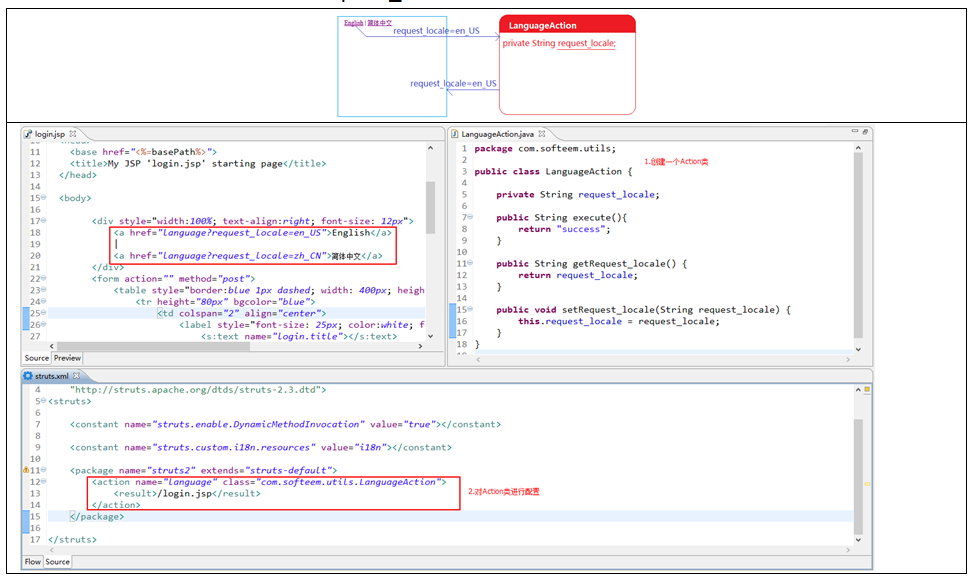 English | 简体中文
request_locale=en_US
LanguageAction
private String request_locale;
request_locale=en_US
login.jsp
11 <base href="<%=basePath%>">
12 <title>My JSP 'login.jsp' starting page</title>
13 </head>
14
15 <body>
16
17 <div style="width:100%; text-align:right; font-size: 12px">
18 <a href="language?request_locale=en_US">English</a>
19 |
20 <a href="language?request_locale=zh_CN">简体中文</a>
21 </div>
22 <form action="" method="post">
23 <table style="border:blue 1px dashed; width: 400px; heigh
24 <tr height="80px" bgcolor="blue">
25 <td colspan="2" align="center">
26 <label style="font-size: 25px; color:white; f
27 <s:text name="login.title"></s:text>
Source Preview
LanguageAction.java
1 package com.softeem.utils;
1.创建一个Action类
2
3 public class LanguageAction {
4
5 private String request_locale;
6
7 public String execute(){
8 return "success";
9 }
10
11 public String getRequest_locale() {
12 return request_locale;
13 }
14
15 public void setRequest_locale(String request_locale) {
16 this.request_locale = request_locale;
17 }
18 }
struts.xml
4 "http://struts.apache.org/dtds/struts-2.3.dtd">
5 <struts>
6
7 <constant name="struts.enable.DynamicMethodInvocation" value="true"></constant>
8
9 <constant name="struts.custom.i18n.resources" value="i18n"></constant>
10
11 <package name="struts2" extends="struts-default">
12 <action name="language" class="com.softeem.utils.LanguageAction">
13 <result>/login.jsp</result>
2.对Action类进行配置
14 </action>
15 </package>
16
17 </struts>
Flow Source